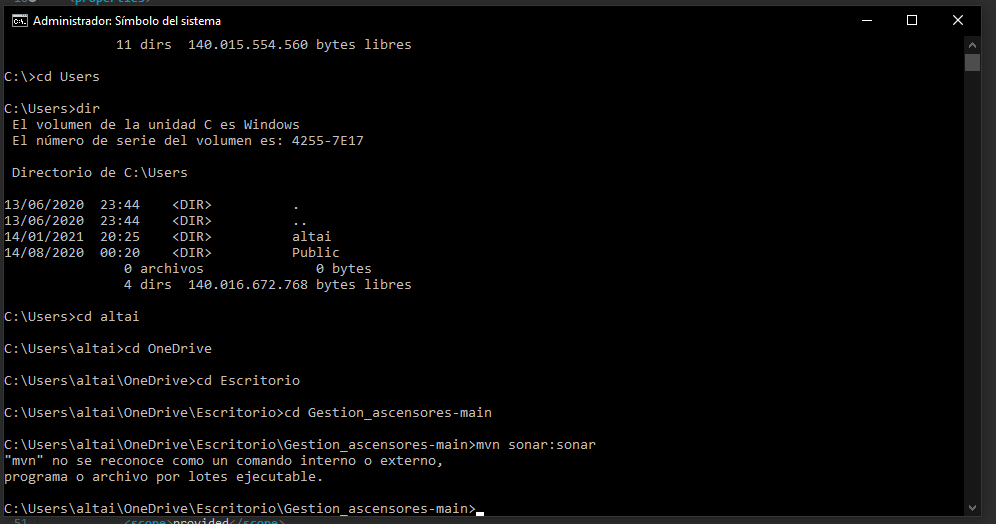 <properties>
Administrador: Símbolo del sistema
11 dirs  140.015.554.560 bytes libres
C:\>cd Users
C:\Users>dir
El volumen de la unidad C es Windows
El número de serie del volumen es: 4255-7E17
Directorio de C:\Users
13/06/2020  23:44    <DIR>          .
13/06/2020  23:44    <DIR>          ..
14/01/2021  20:25    <DIR>          altai
14/08/2020  00:20    <DIR>          Public
0 archivos              0 bytes
4 dirs  140.016.672.768 bytes libres
C:\Users>cd altai
C:\Users\altai>cd OneDrive
C:\Users\altai\OneDrive>cd Escritorio
C:\Users\altai\OneDrive\Escritorio>cd Gestion_ascensores-main
C:\Users\altai\OneDrive\Escritorio\Gestion_ascensores-main>mvn sonar:sonar
"mvn" no se reconoce como un comando interno o externo,
programa o archivo por lotes ejecutable.
C:\Users\altai\OneDrive\Escritorio\Gestion_ascensores-main>
51 <scope>provided</scope>